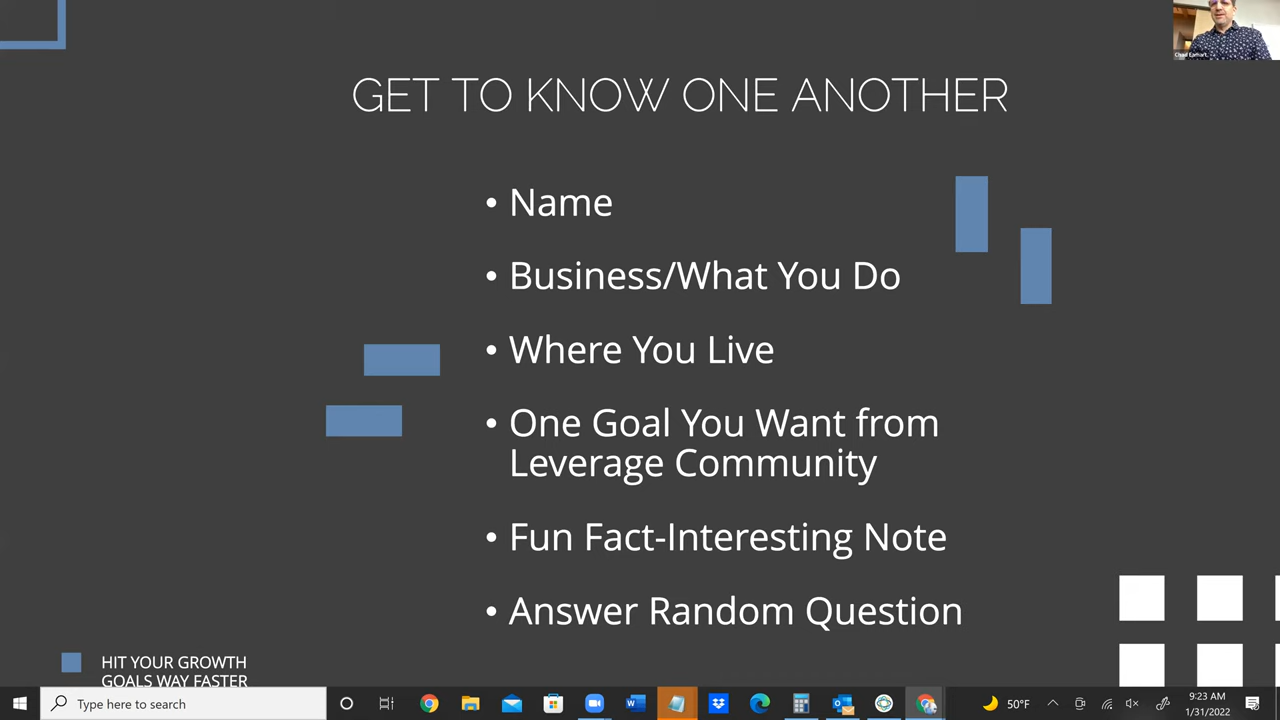 Chad Earhart
GET TO KNOW ONE ANOTHER
• Name
• Business/What You Do
• Where You Live
• One Goal You Want from
Leverage Community
• Fun Fact-Interesting Note
• Answer Random Question
HIT YOUR GROWTH
GOALS WAY FASTER
Type here to search
50°F
9:23 AM
1/31/2022